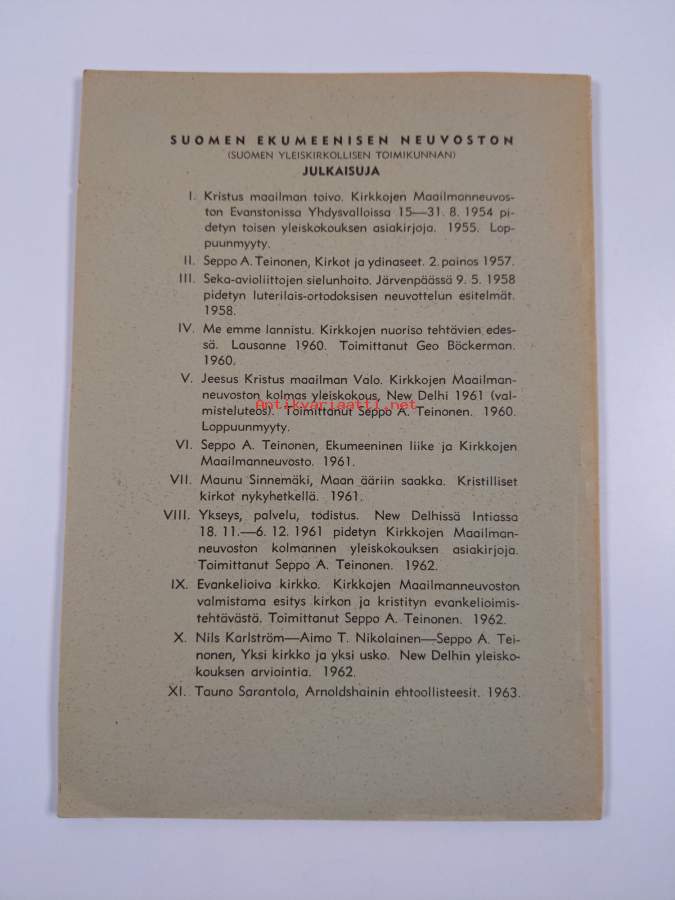 SUOMEN EKUMEENISEN NEUVOSTON
(SUOMEN YLEISKIRKOLLISEN TOIMIKUNNAN)
JULKAISUJA
I. Kristus maailman toivo. Kirkkojen Maailmanneuvos-
ton Evanstonissa Yhdysvalloissa 15—31. 8. 1954 pi-
detyn toisen yleiskokouksen asiakirjoja. 1955. Lop-
puunmyyty.
II. Seppo A. Teinonen, Kirkot ja ydinaseet. 2. painos 1957.
III. Seka-avioliittojen sielunhoito. Järvenpäässä 9. 5. 1958
pidetyn luterilais-ortodoksisen neuvottelun esitelmät.
1958.
IV. Me emme lannistu. Kirkkojen nuoriso tehtävien edes-
sä. Lausanne 1960. Toimittanut Geo Böckerman.
1960.
V. Jeesus Kristus maailman Valo. Kirkkojen Maailman-
neuvoston kolmas yleiskokous, New Delhi 1961 (val-
misteluteos). Toimittanut Seppo A. Teinonen. 1960.
Antikvariaatti.net
Loppuunmyyty.
VI. Seppo A. Teinonen, Ekumeeninen liike ja Kirkkojen
Maailmanneuvosto. 1961.
VII. Maunu Sinnemäki, Maan ääriin saakka. Kristilliset
kirkot nykyhetkellä. 1961.
VIII. Ykseys, palvelu, todistus. New Delhissä Intiassa
18. 11.—6. 12. 1961 pidetyn Kirkkojen Maailman-
neuvoston kolmannen yleiskokouksen asiakirjoja.
Toimittanut Seppo A. Teinonen. 1962.
IX. Evankelioiva kirkko. Kirkkojen Maailmanneuvoston
valmistama esitys kirkon ja kristityn evankelioimis-
tehtävästä. Toimittanut Seppo A. Teinonen. 1962.
X. Nils Karlström—Aimo T. Nikolainen—Seppo A. Tei-
nonen, Yksi kirkko ja yksi usko. New Delhin yleisko-
kouksen arviointia. 1962.
XI. Tauno Sarantola, Arnoldshainin ehtoollisteesit. 1963.